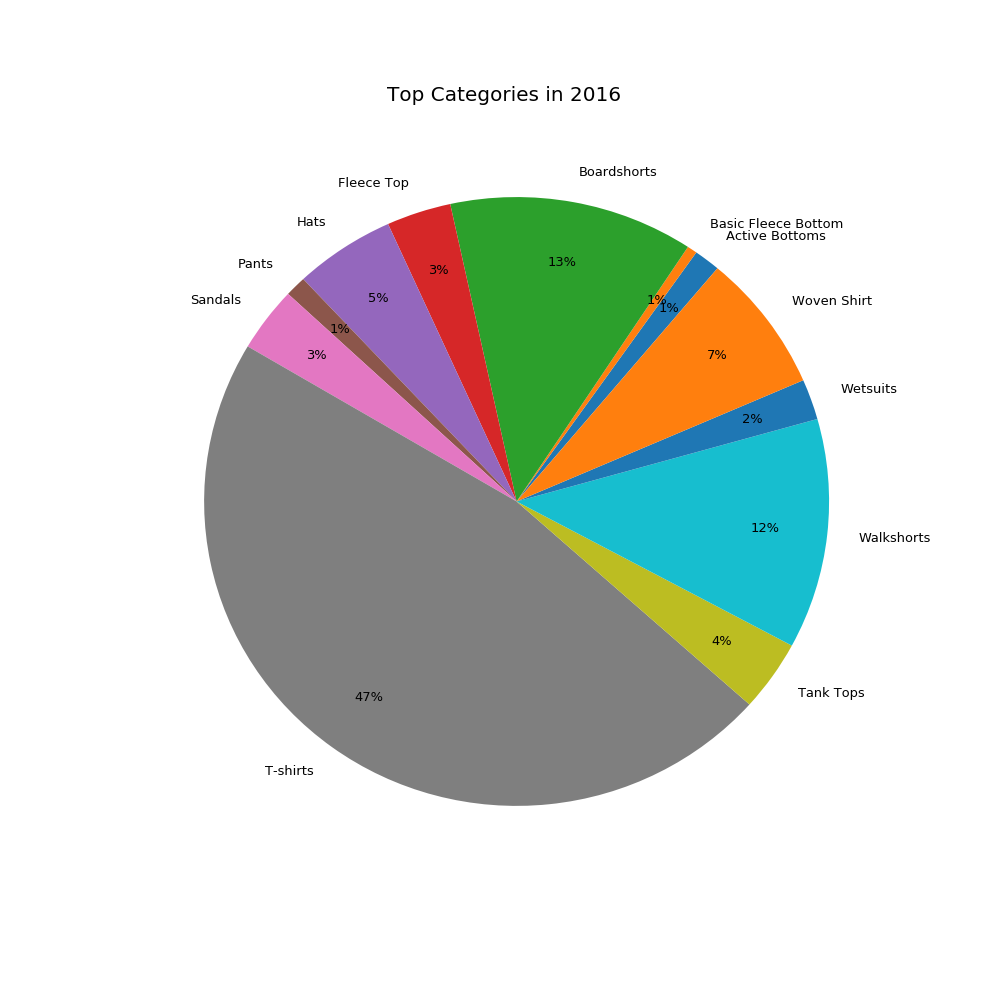 Top Categories in 2016
Boardshorts
Fleece Top
Hats
Basic Fleece Bottom
Active Bottoms
Pants
13%
3%
Sandals
5%
1%
1%
Woven Shirt
1%
3%
7%
Wetsuits
2%
12%
Walkshorts
4%
Tank Tops
47%
T-shirts